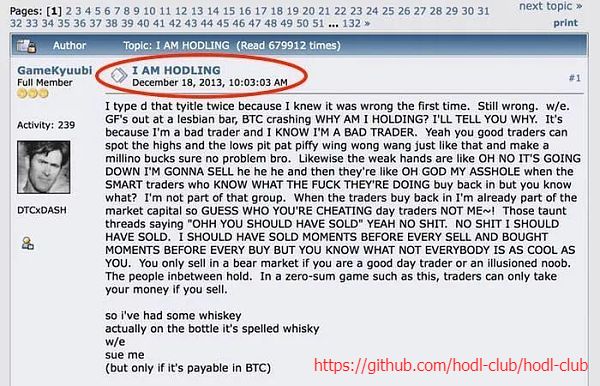 Pages: [1] 2 3 4 5 6 7 8 9 10 11 12 13 14 15 16 17 18 19 20 21 22 23 24 25 26 27 28 29 30 31
next topic »
32 33 34 35 36 37 38 39 40 41 42 43 44 45 46 47 48 49 50 51 ... 132 »
print
Author Topic: I AM HODLING (Read 679912 times)
GameKyuubi
Full Member
Activity: 239
DTCxDASH
I AM HODLING
December 18, 2013, 10:03:03 AM
#1
I type d that tyitle twice because I knew it was wrong the first time. Still wrong. w/e.
GF's out at a lesbian bar, BTC crashing WHY AM I HOLDING? I'LL TELL YOU WHY. It's
because I'm a bad trader and I KNOW I'M A BAD TRADER. Yeah you good traders can
spot the highs and the lows pit pat piffy wing wong wang just like that and make a
millino bucks sure no problem bro. Likewise the weak hands are like OH NO IT'S GOING
DOWN I'M GONNA SELL he he he and then they're like OH GOD MY ASSHOLE when the
SMART traders who KNOW WHAT THE FUCK THEY'RE DOING buy back in but you know
what? I'm not part of that group. When the traders buy back in I'm already part of the
market capital so GUESS WHO YOU'RE CHEATING day traders NOT ME~! Those taunt
threads saying "OHH YOU SHOULD HAVE SOLD" YEAH NO SHIT. NO SHIT I SHOULD
HAVE SOLD. I SHOULD HAVE SOLD MOMENTS BEFORE EVERY SELL AND BOUGHT
MOMENTS BEFORE EVERY BUY BUT YOU KNOW WHAT NOT EVERYBODY IS AS COOL AS
YOU. You only sell in a bear market if you are a good day trader or an illusioned noob.
The people inbetween hold. In a zero-sum game such as this, traders can only take
your money if you sell.
so i've had some whiskey
actually on the bottle it's spelled whisky
w/e
sue me
(but only if it's payable in BTC)
https://github.com/hodl-club/hodl-club